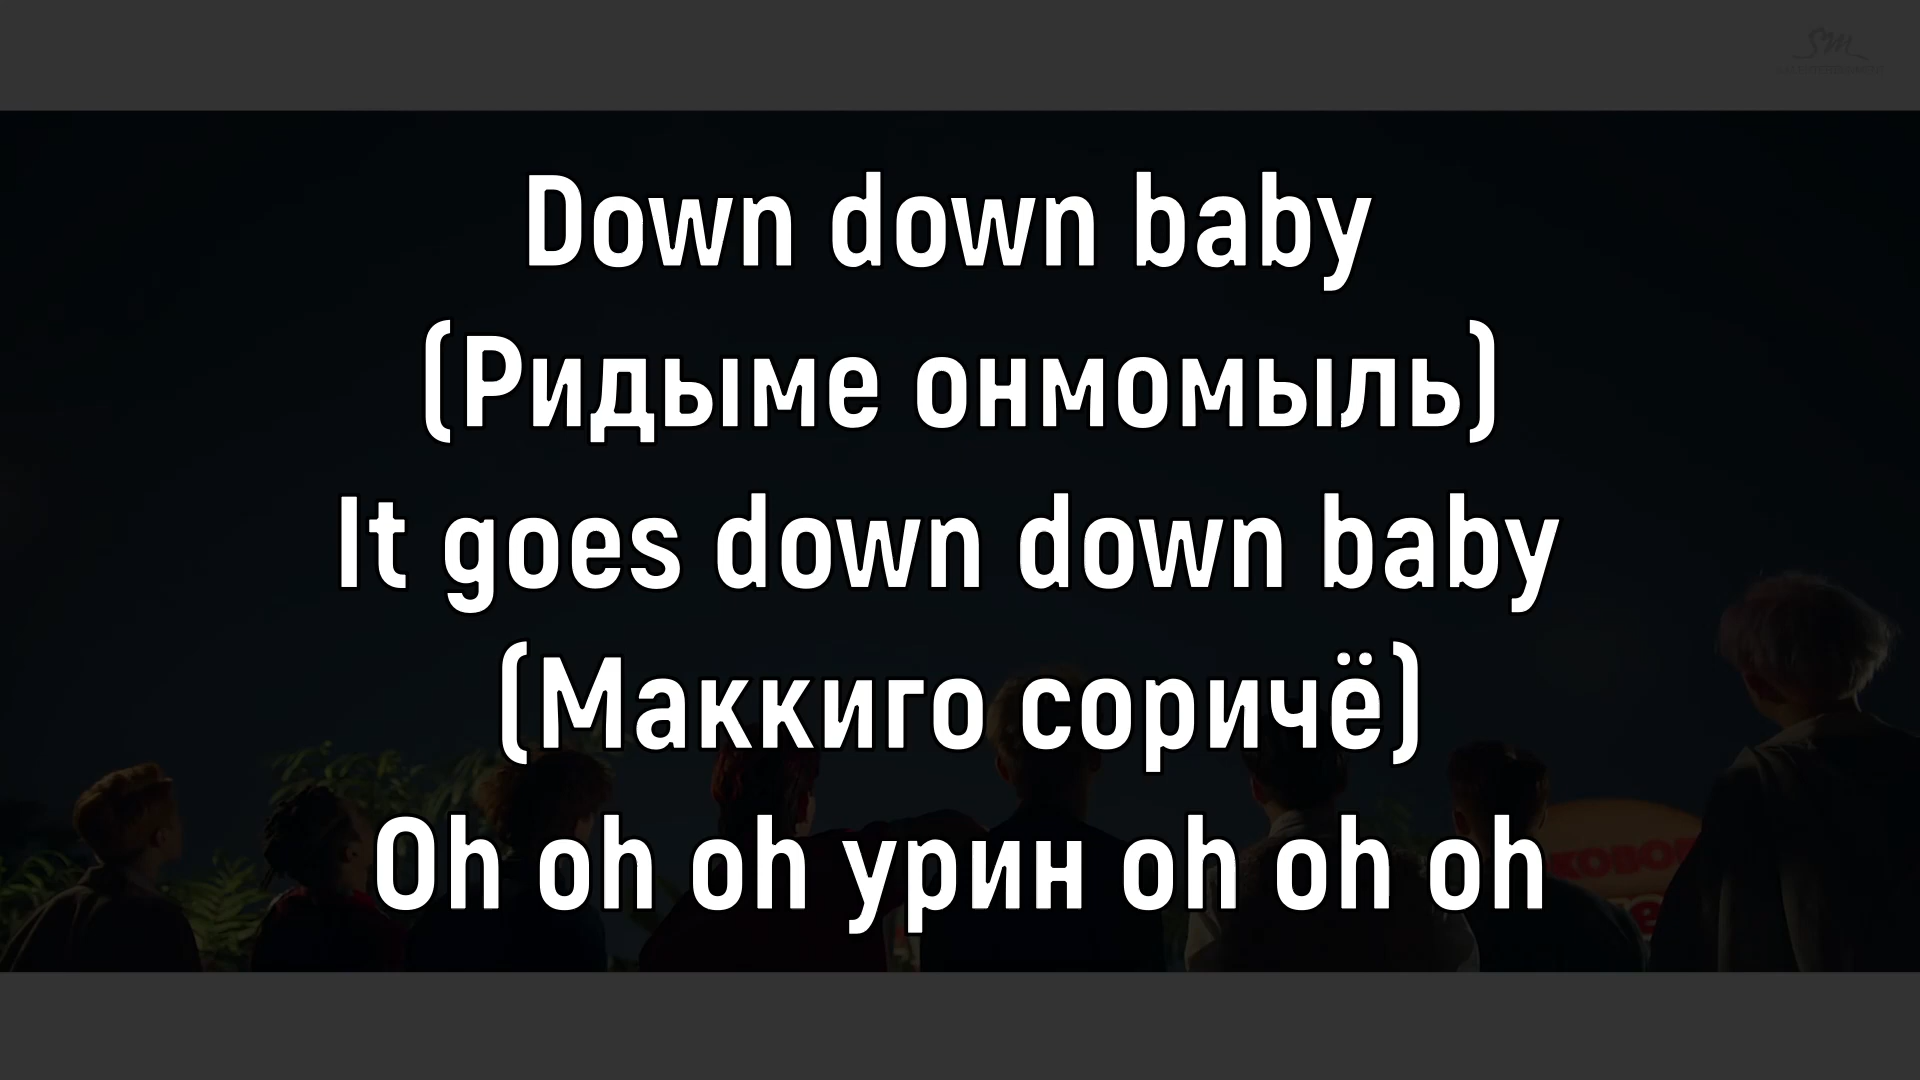 SM
Down down baby
(Ридыме онмомыль)
It goes down down baby
(Маккиго соричё)
Oh oh oh урин oh oh oh